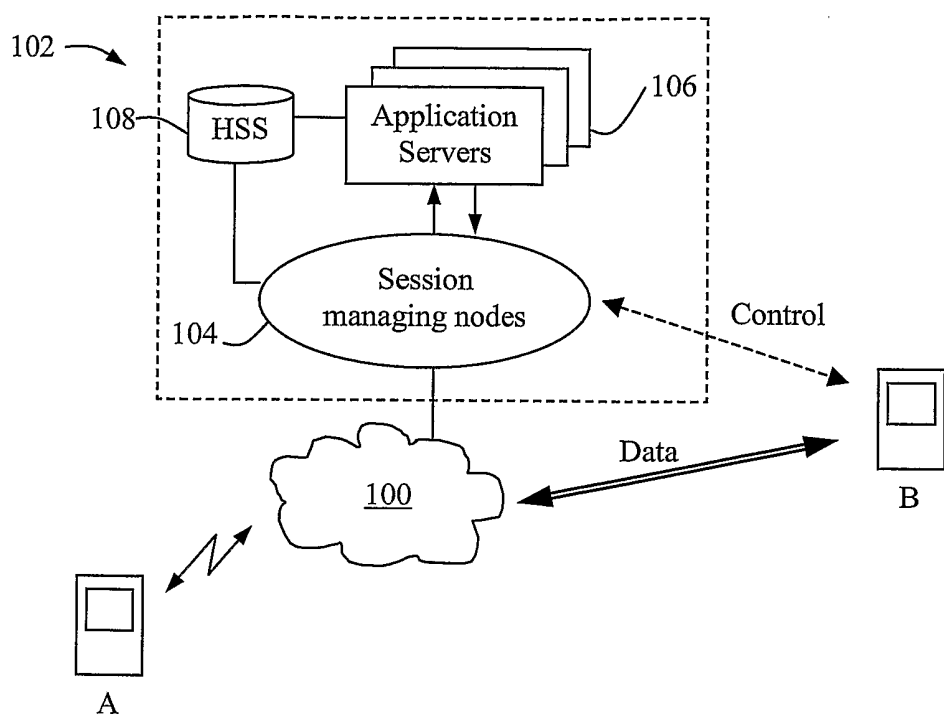 102
108
HSS
Application
Servers
106
Session
managing nodes
104
Control
Data
100
B
A